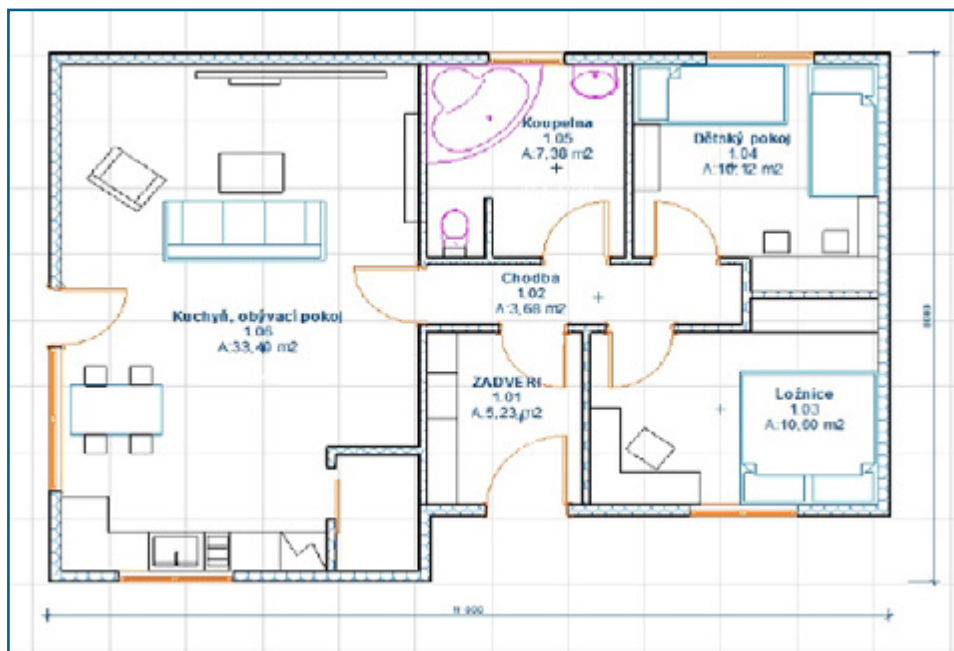 Koupelna
1.05
A:7,38 m2
Dětský pokoj
1.04
A:10,12 m2
Chodba
1.02
A:3,68 m2
Kuchyň, obývací pokoj
1.06
A:33,40 m2
ZADVERI
1.01
A:5,23 m2
Ložnice
1.03
A:10,60 m2